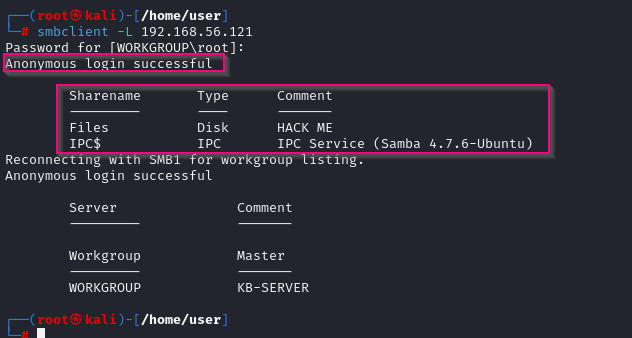 ┌──(root㉿kali)-[/home/user]
└─# smbclient -L 192.168.56.121
Password for [WORKGROUP\root]:
Anonymous login successful
Sharename Type Comment
--------- ---- -------
Files Disk HACK ME
IPC$ IPC IPC Service (Samba 4.7.6-Ubuntu)
Reconnecting with SMB1 for workgroup listing.
Anonymous login successful
Server Comment
--------- -------
Workgroup Master
--------- -------
WORKGROUP KB-SERVER
┌──(root㉿kali)-[/home/user]
└─#